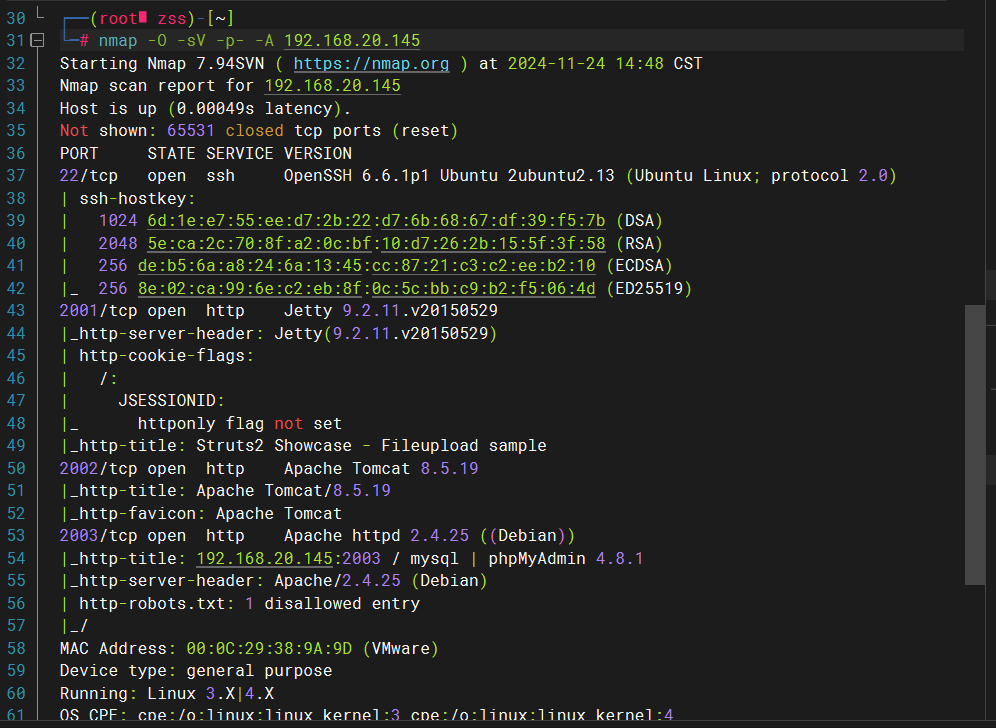 30 └ ┌──(root㉿ zss)-[~]
31 └─# nmap -O -sV -p- -A 192.168.20.145
32 Starting Nmap 7.94SVN ( https://nmap.org ) at 2024-11-24 14:48 CST
33 Nmap scan report for 192.168.20.145
34 Host is up (0.00049s latency).
35 Not shown: 65531 closed tcp ports (reset)
36 PORT     STATE SERVICE VERSION
37 22/tcp   open  ssh     OpenSSH 6.6.1p1 Ubuntu 2ubuntu2.13 (Ubuntu Linux; protocol 2.0)
38 | ssh-hostkey:
39 |   1024 6d:1e:e7:55:ee:d7:2b:22:d7:6b:68:67:df:39:f5:7b (DSA)
40 |   2048 5e:ca:2c:70:8f:a2:0c:bf:10:d7:26:2b:15:5f:3f:58 (RSA)
41 |   256 de:b5:6a:a8:24:6a:13:45:cc:87:21:c3:c2:ee:b2:10 (ECDSA)
42 |_  256 8e:02:ca:99:6e:c2:eb:8f:0c:5c:bb:c9:b2:f5:06:4d (ED25519)
43 2001/tcp open  http    Jetty 9.2.11.v20150529
44 |_http-server-header: Jetty(9.2.11.v20150529)
45 | http-cookie-flags:
46 |   /:
47 |     JSESSIONID:
48 |_      httponly flag not set
49 |_http-title: Struts2 Showcase - Fileupload sample
50 2002/tcp open  http    Apache Tomcat 8.5.19
51 |_http-title: Apache Tomcat/8.5.19
52 |_http-favicon: Apache Tomcat
53 2003/tcp open  http    Apache httpd 2.4.25 ((Debian))
54 |_http-title: 192.168.20.145:2003 / mysql | phpMyAdmin 4.8.1
55 |_http-server-header: Apache/2.4.25 (Debian)
56 | http-robots.txt: 1 disallowed entry
57 |_/
58 MAC Address: 00:0C:29:38:9A:9D (VMware)
59 Device type: general purpose
60 Running: Linux 3.X|4.X
61 OS CPE: cpe:/o:linux:linux_kernel:3 cpe:/o:linux:linux_kernel:4